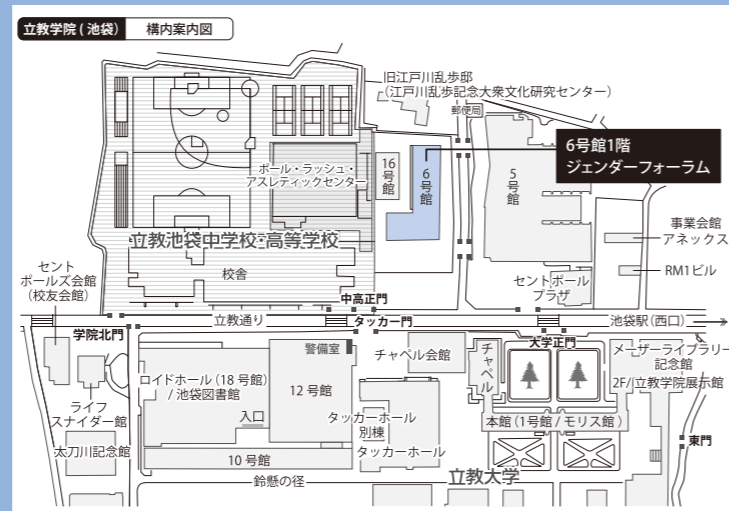 立教学院(池袋) 構内案内図
旧江戸川乱歩邸
(江戸川乱歩記念大衆文化研究センター)
郵便局
6号館1階
ジェンダーフォーラム
ポール・ラッシュ・
アスレティックセンター
16号館
6号館
5号館
立教池袋中学校・高等学校
校舎
事業会館
アネックス
RM1ビル
セントポール
プラザ
セント
ポールズ会館
(校友会館)
中高正門
学院北門
立教通り
タッカー門
池袋駅(西口)
大学正門
警備室
チャペル会館
チャペル
メーザーライブラリー
記念館
2F/立教学院展示館
ロイドホール(18号館)
/池袋図書館
12号館
ライフ
スナイダー館
入口
タッカーホール
別棟
タッカーホール
本館(1号館/モリス館)
太刀川記念館
10号館
東門
鈴懸の径
立教大学